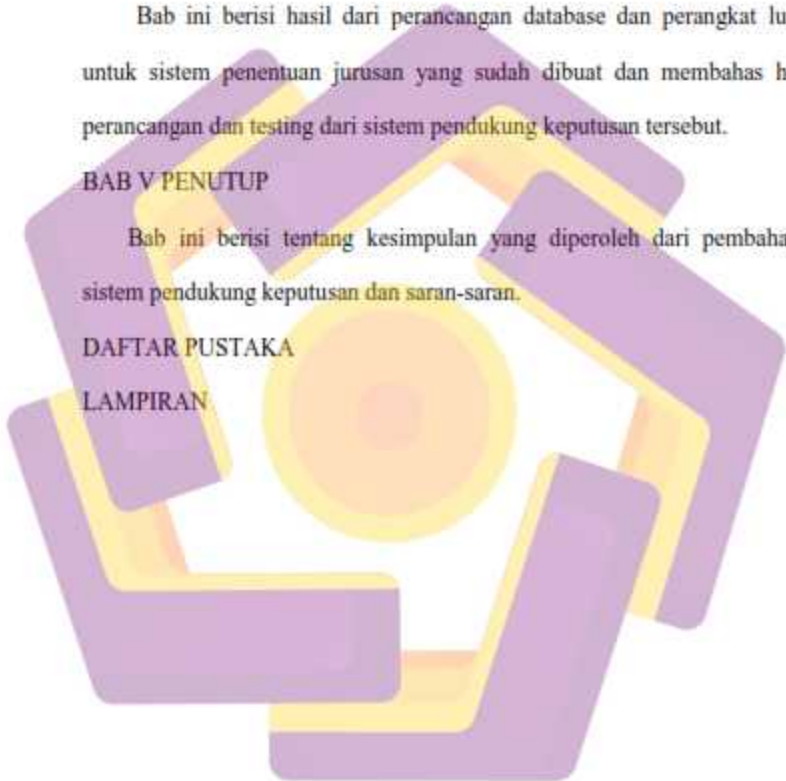 Bab ini berisi hasil dari perancangan database dan perangkat lu
untuk sistem penentuan jurusan yang sudah dibuat dan membahas h
perancangan dan testing dari sistem pendukung keputusan tersebut.
BAB V PENUTUP
Bab ini berisi tentang kesimpulan yang diperoleh dari pembaha
sistem pendukung keputusan dan saran-saran.
DAFTAR PUSTAKA
LAMPIRAN